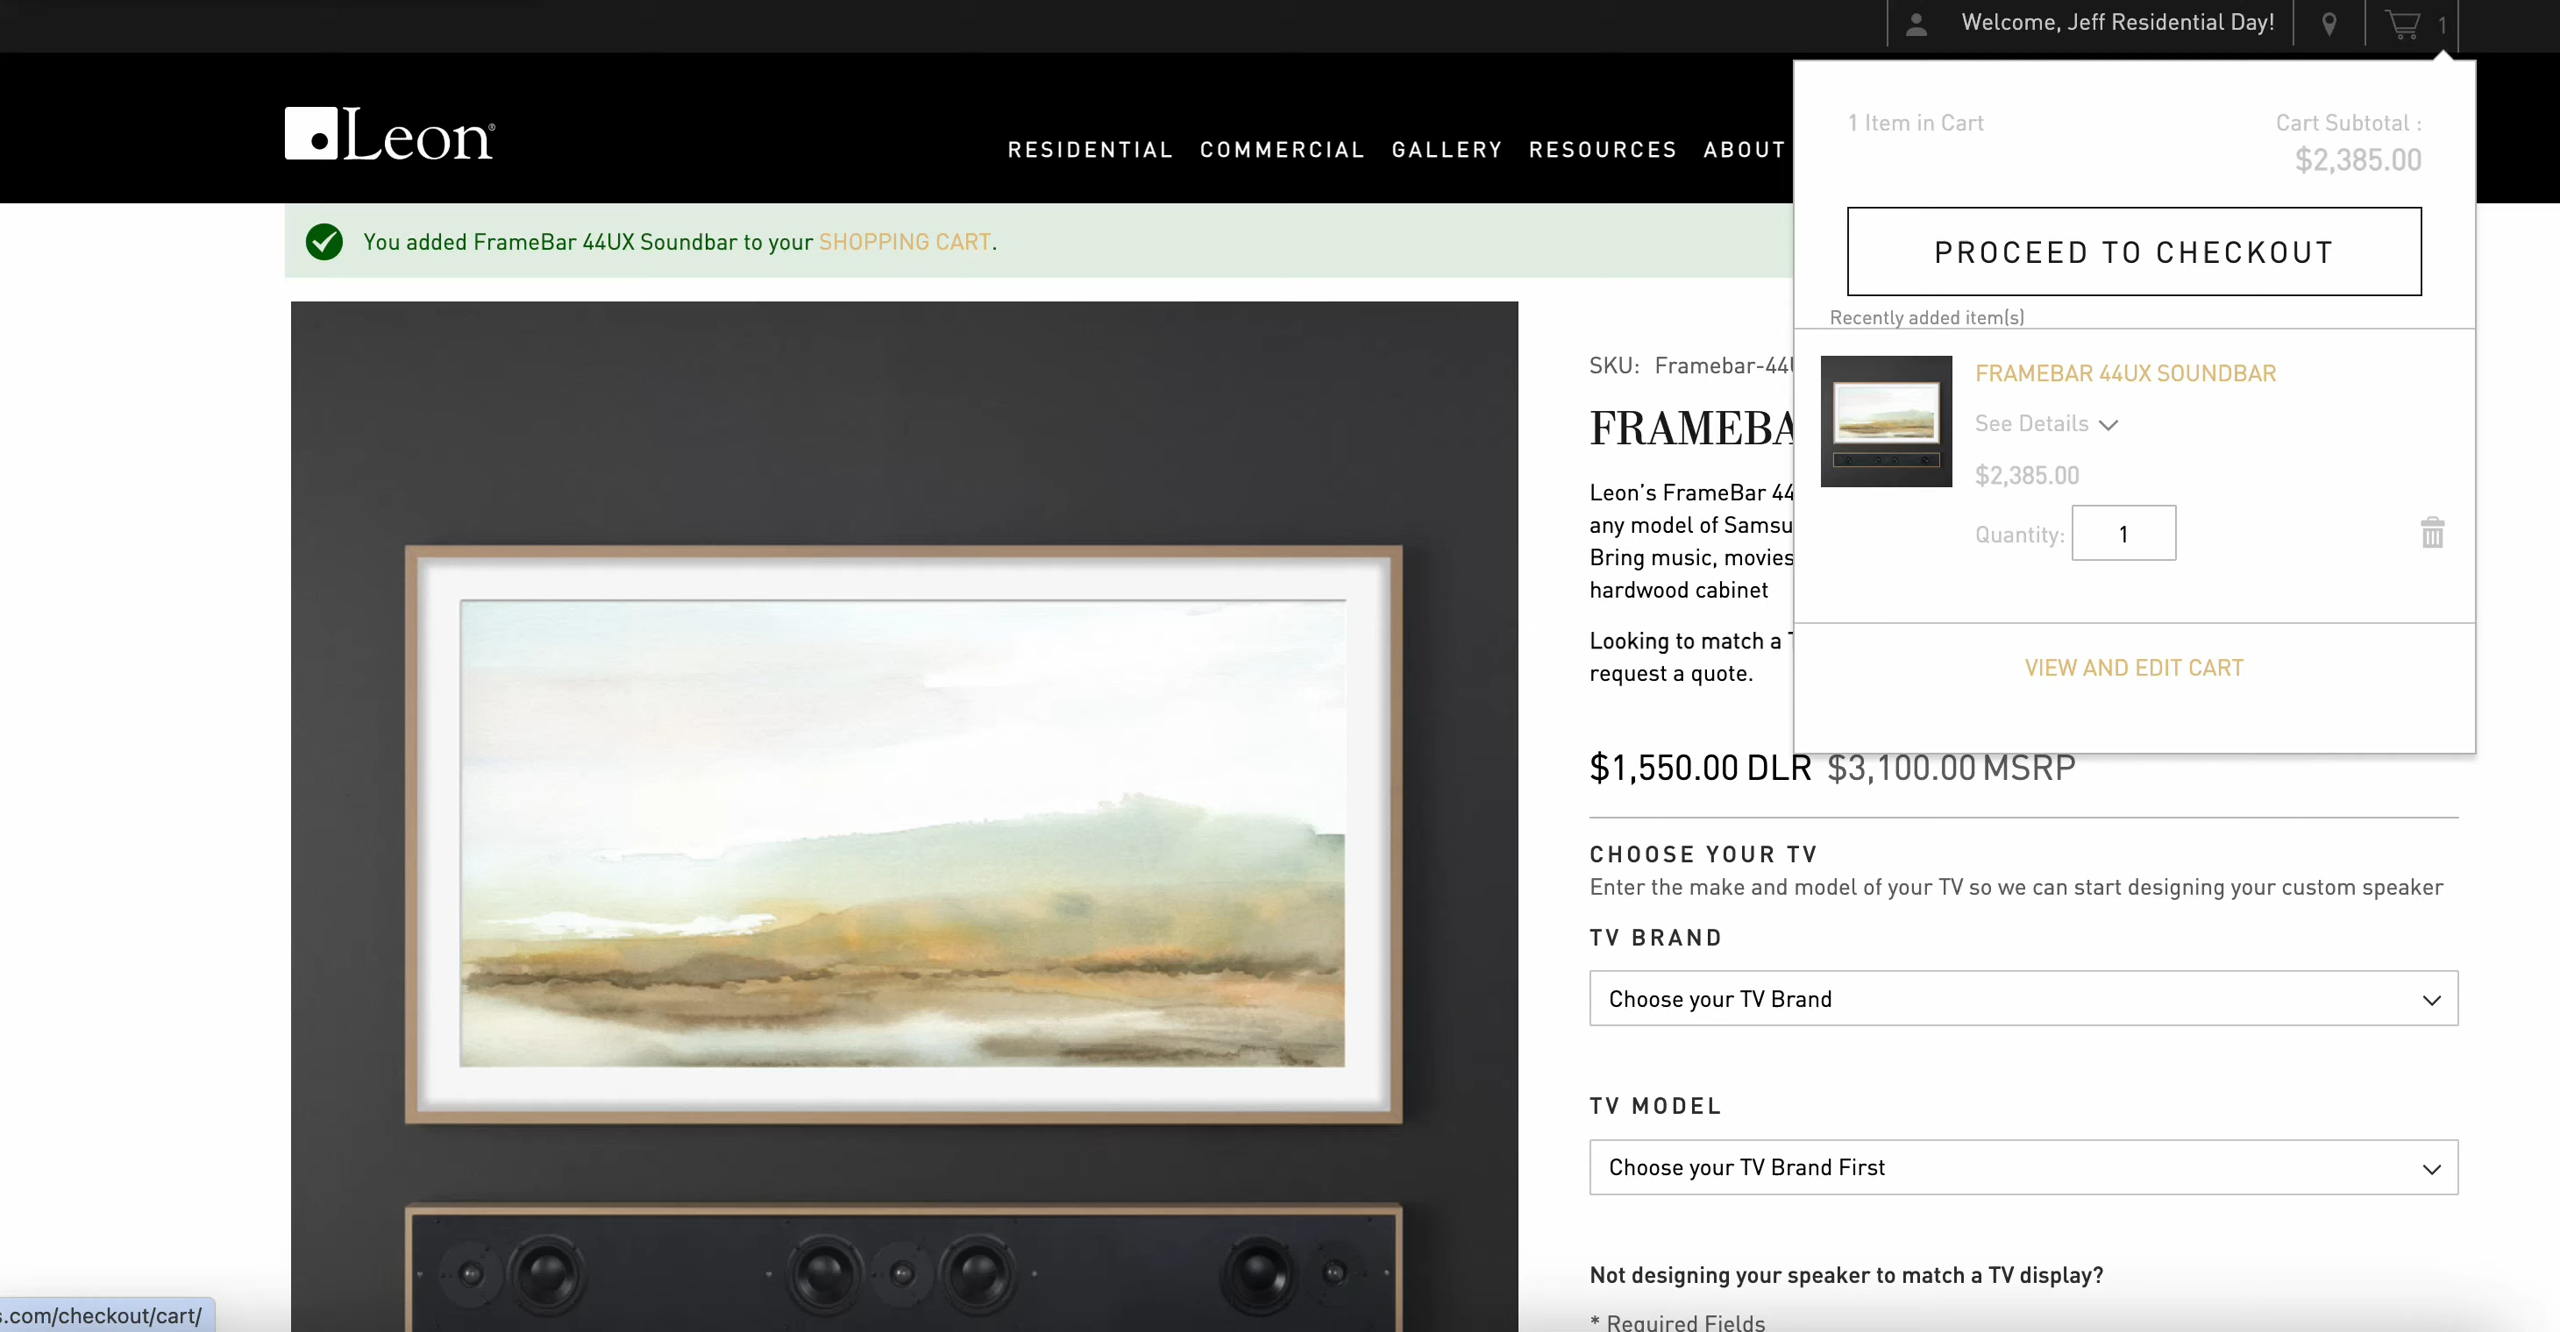 Welcome, Jeff Residential Day!
1
Leon®
RESIDENTIAL COMMERCIAL GALLERY RESOURCES ABOUT
1 Item in Cart
Cart Subtotal :
$2,385.00
PROCEED TO CHECKOUT
Recently added item(s)
FRAMEBAR 44UX SOUNDBAR
See Details
$2,385.00
Quantity: 1
VIEW AND EDIT CART
You added FrameBar 44UX Soundbar to your SHOPPING CART.
SKU: Framebar-44U
FRAMEBA
Leon’s FrameBar 44
any model of Samsu
Bring music, movies
hardwood cabinet
Looking to match a T
request a quote.
$1,550.00 DLR $3,100.00 MSRP
CHOOSE YOUR TV
Enter the make and model of your TV so we can start designing your custom speaker
TV BRAND
Choose your TV Brand
TV MODEL
Choose your TV Brand First
Not designing your speaker to match a TV display?
* Required Fields
s.com/checkout/cart/